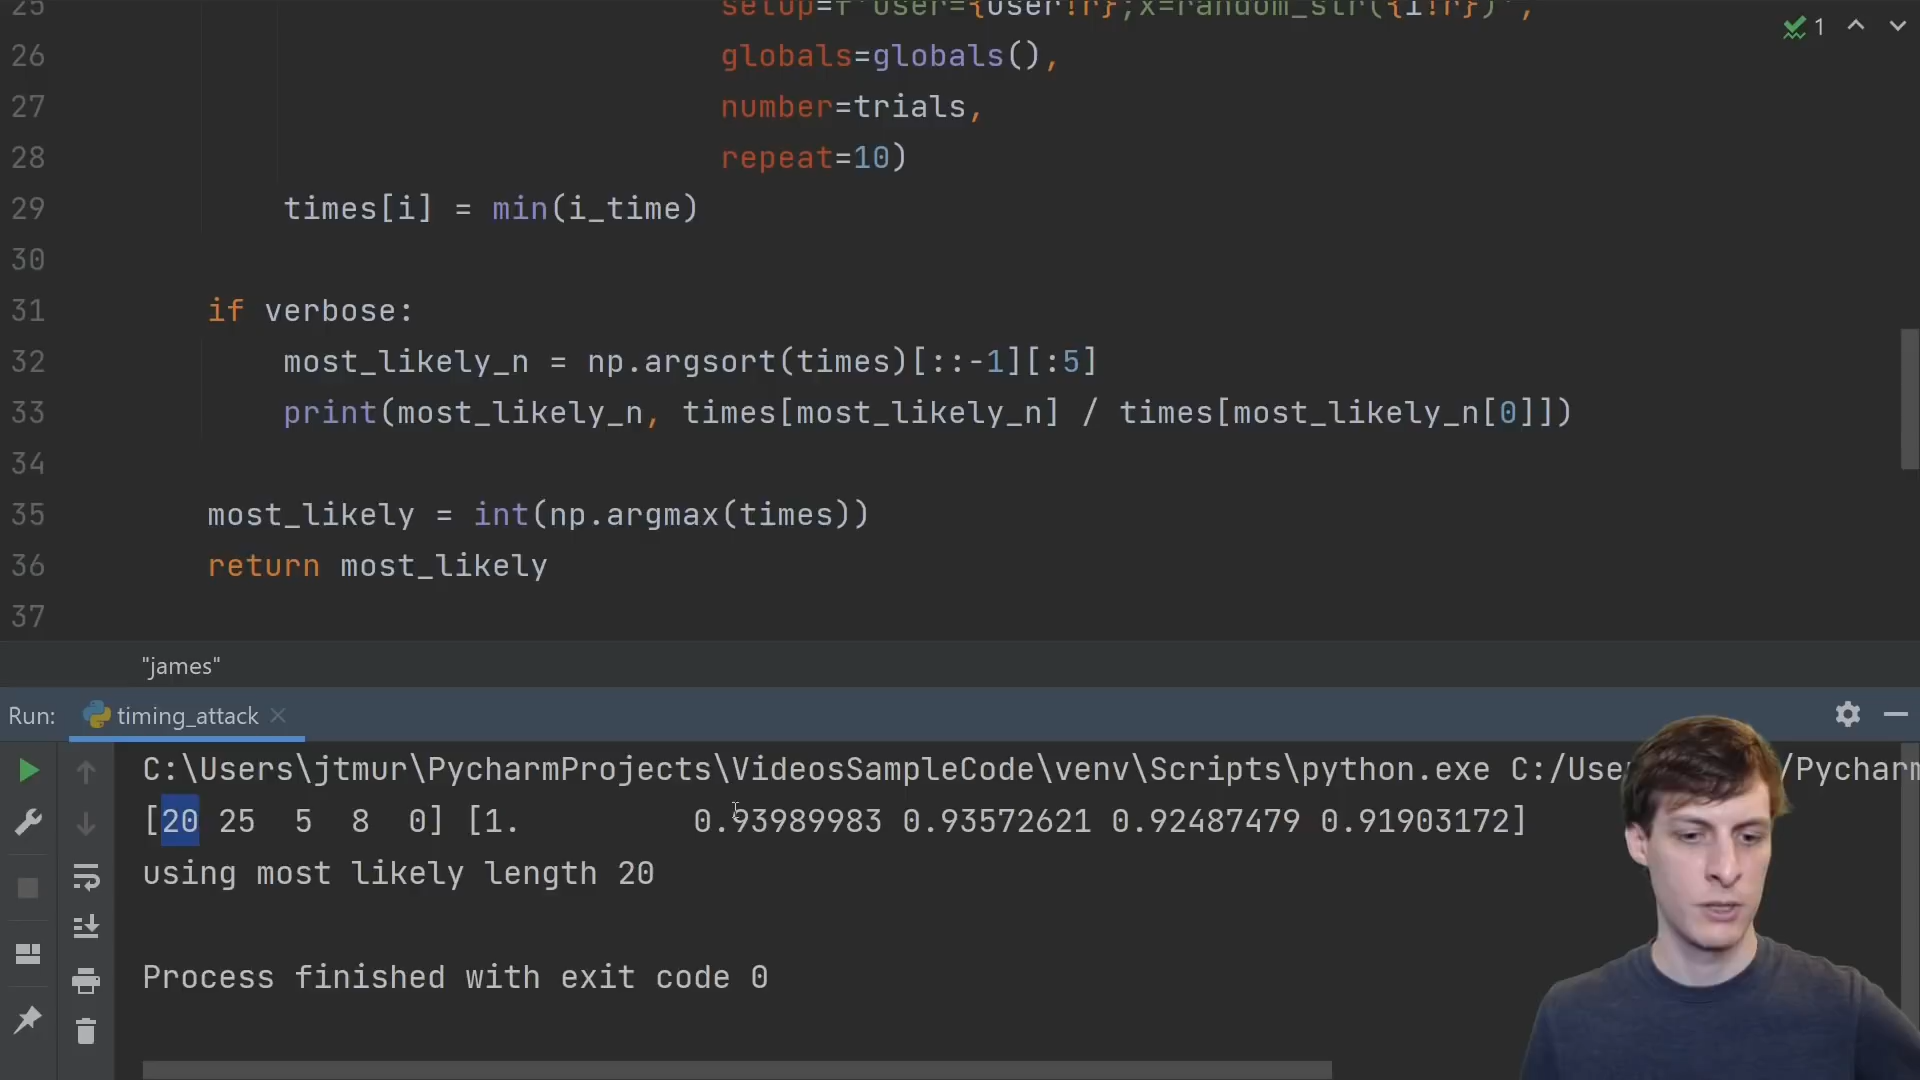 25 setup=f'user={user!r};x=random_str({i!r})',
26 globals=globals(),
27 number=trials,
28 repeat=10)
29 times[i] = min(i_time)
30
31 if verbose:
32 most_likely_n = np.argsort(times)[::-1][:5]
33 print(most_likely_n, times[most_likely_n] / times[most_likely_n[0]])
34
35 most_likely = int(np.argmax(times))
36 return most_likely
37
1
"james"
Run: timing_attack
C:\Users\jtmur\PycharmProjects\VideosSampleCode\venv\Scripts\python.exe C:/Use /Pycharm
[20 25 5 8 0] [1. 0.93989983 0.93572621 0.92487479 0.91903172]
using most likely length 20
Process finished with exit code 0